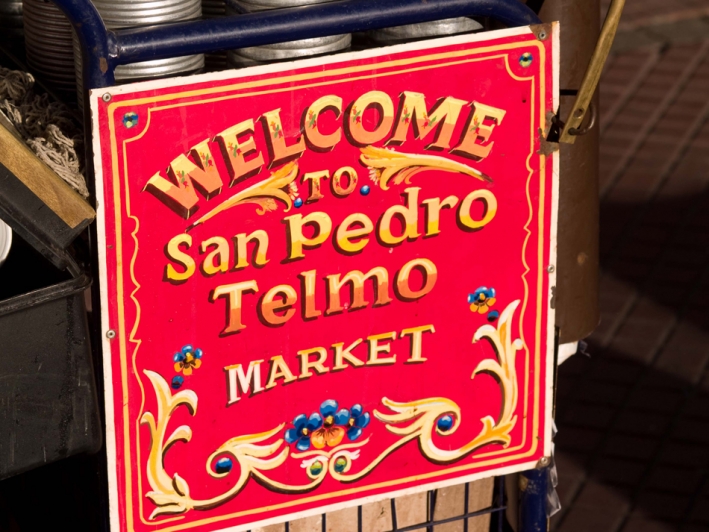 WELCOME
TO
San Pedro
Telmo
MARKET